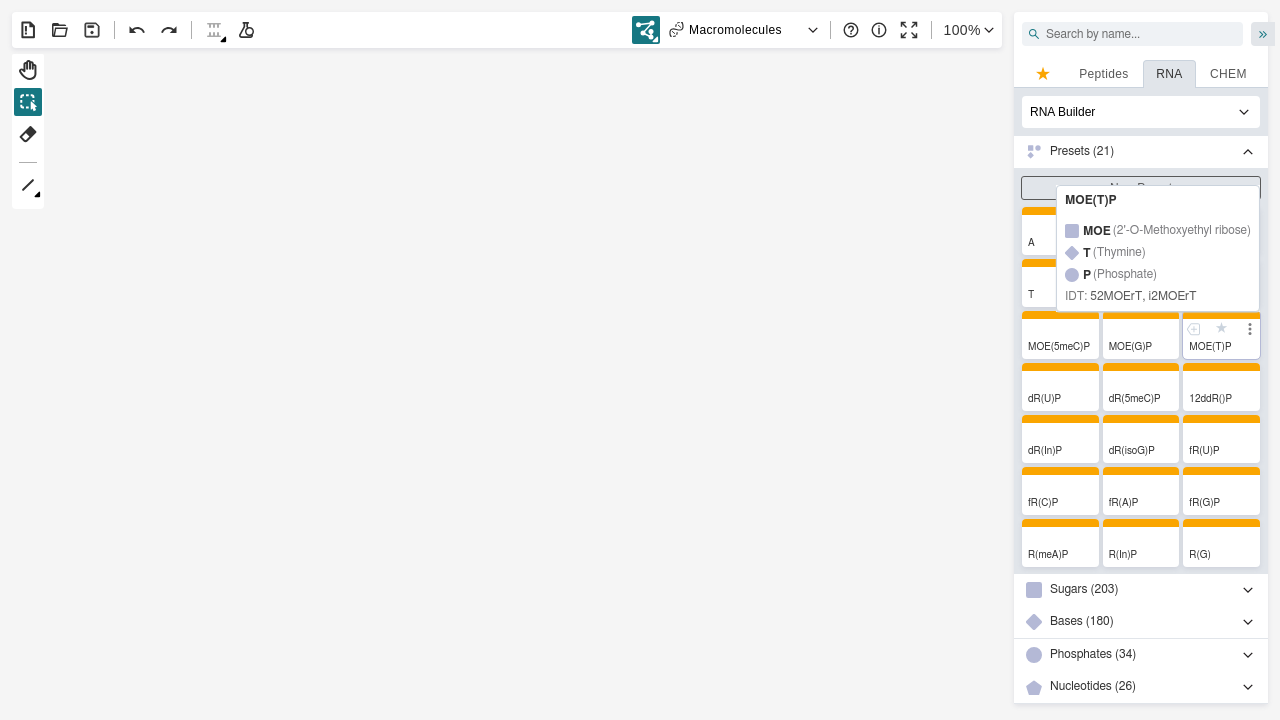 Macromolecules
100%
Search by name...
Peptides
RNA
CHEM
RNA Builder
Presets (21)
MOE(T)P
MOE (2'-O-Methoxyethyl ribose)
T (Thymine)
P (Phosphate)
IDT: 52MOErT, i2MOErT
A
T
MOE(5meC)P
MOE(G)P
MOE(T)P
dR(U)P
dR(5meC)P
12ddR()P
dR(In)P
dR(isoG)P
fR(U)P
fR(C)P
fR(A)P
fR(G)P
R(meA)P
R(In)P
R(G)
Sugars (203)
Bases (180)
Phosphates (34)
Nucleotides (26)